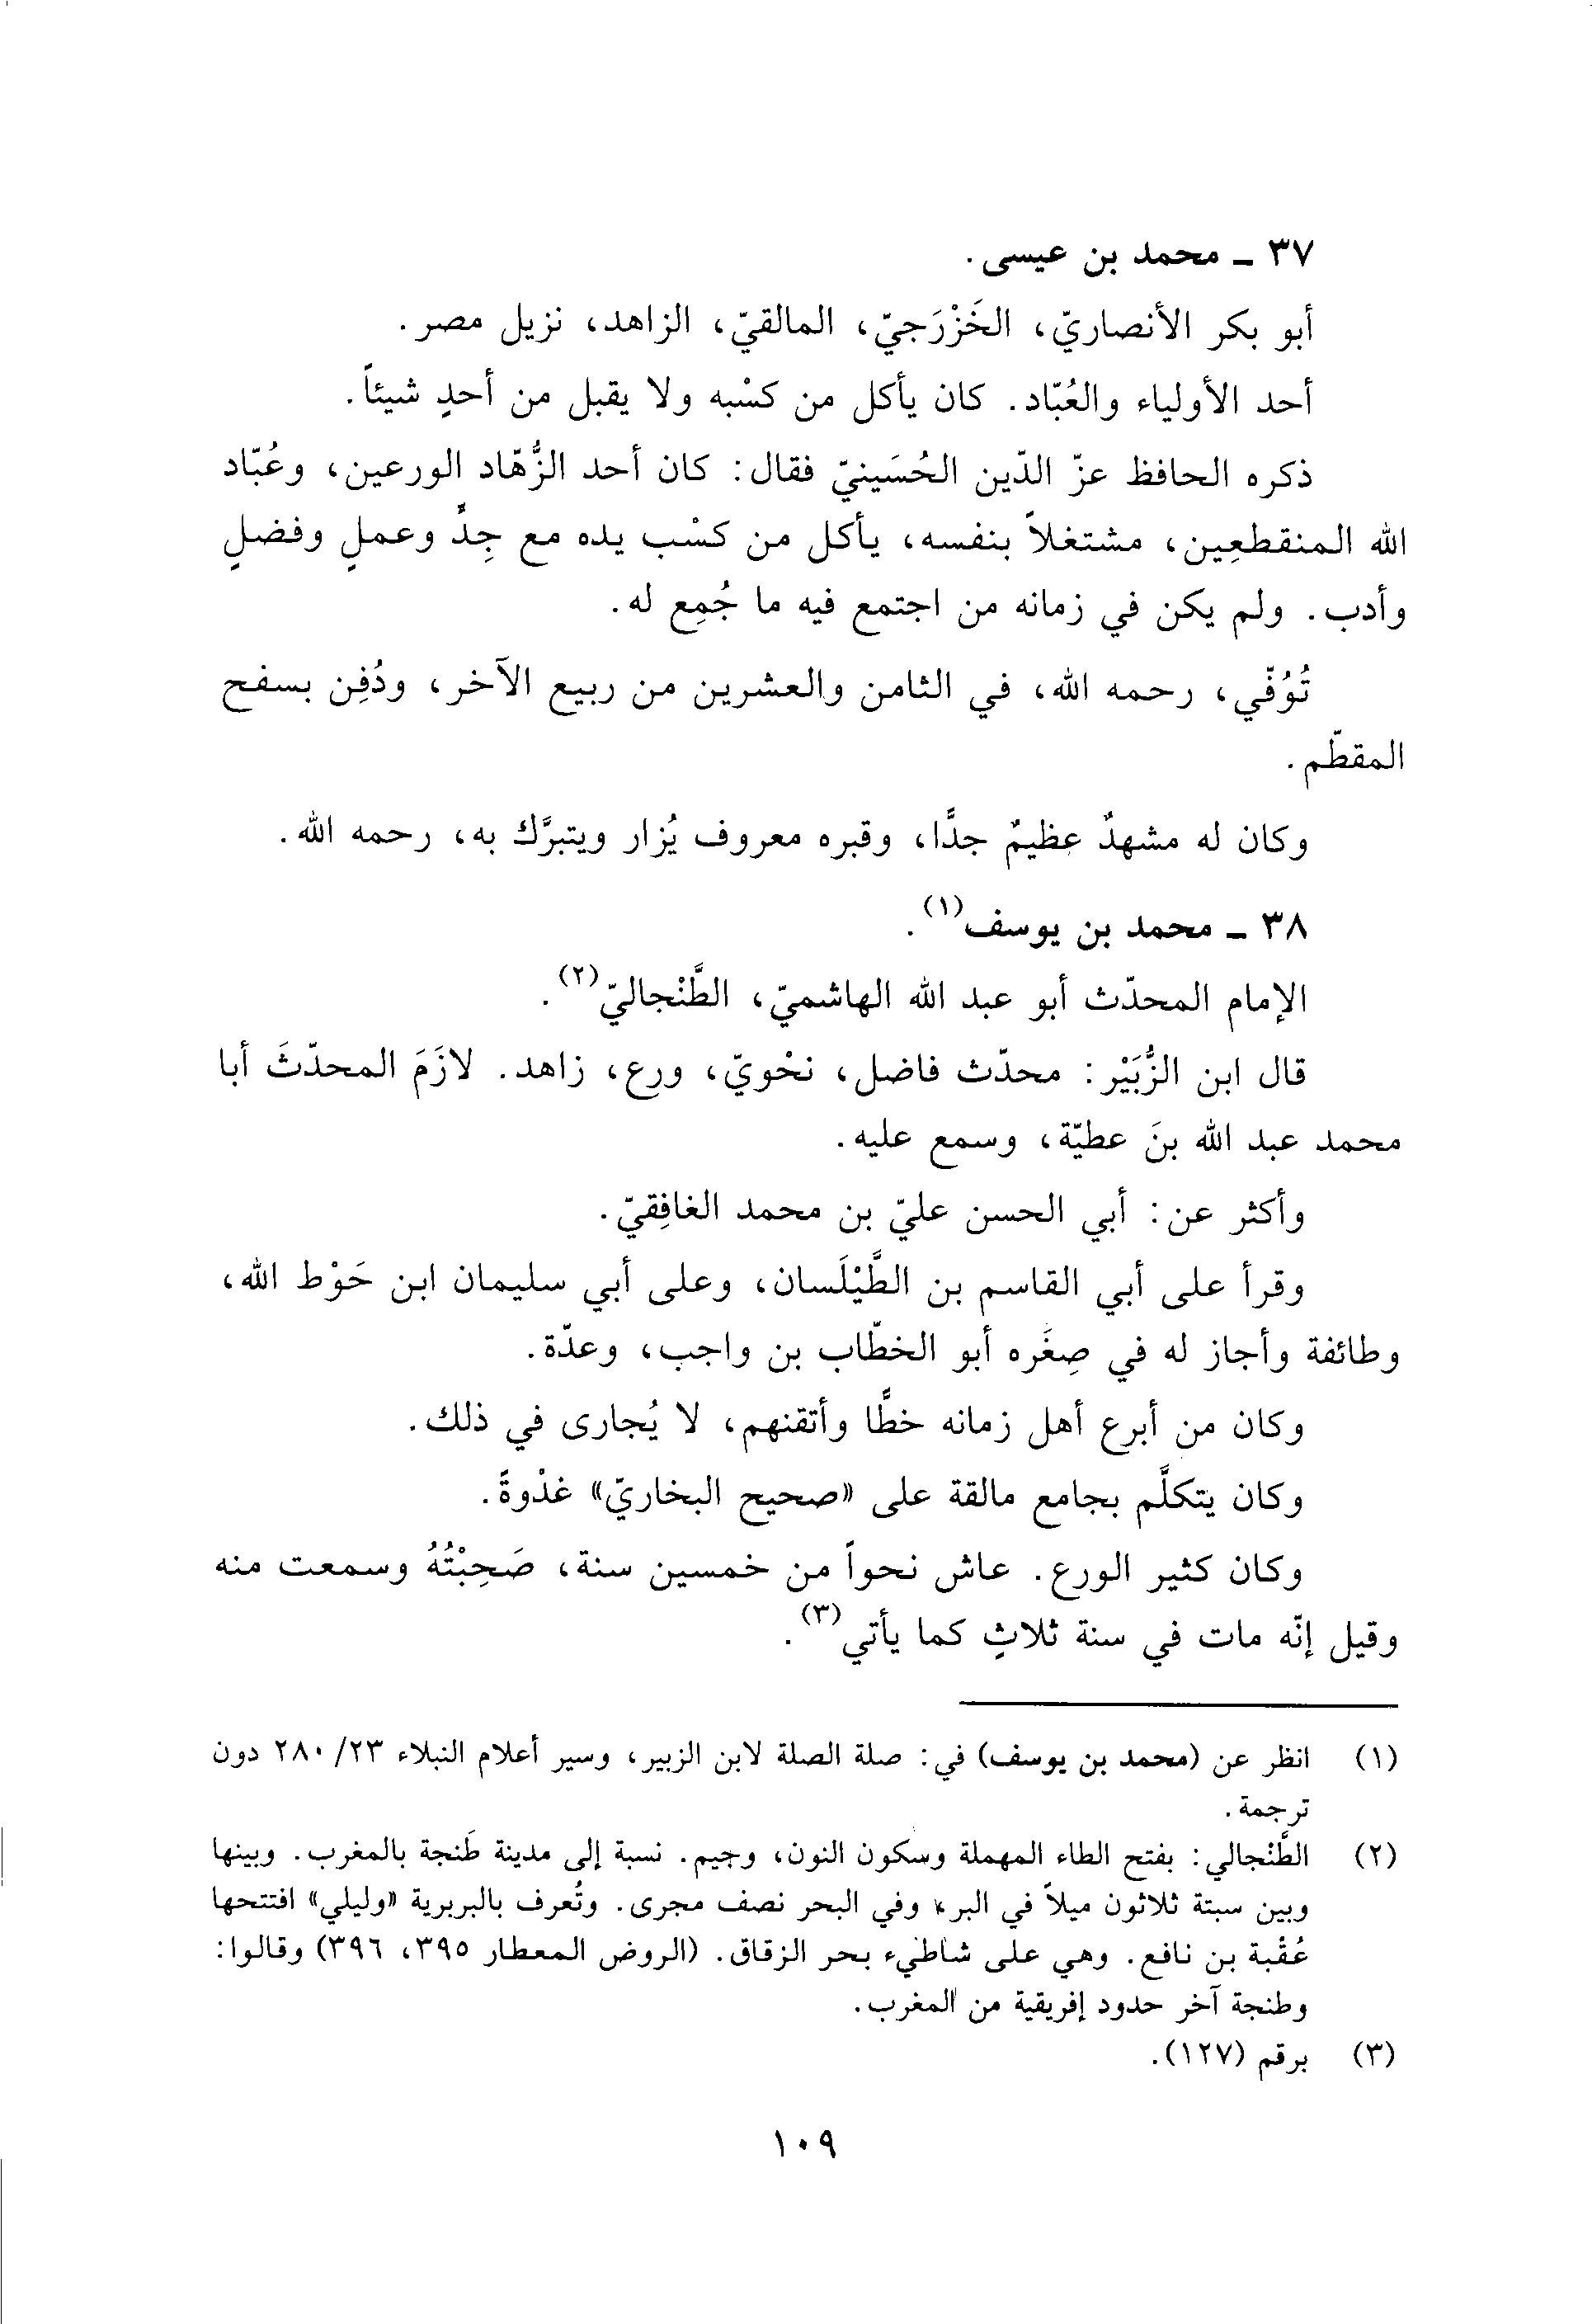 ٣٧ ـ محمد بن عيسى.
أبو بكر الأنصاريّ، الخَزْرَجيّ، المالقيّ، الزاهد، نزيل مصر.
أحد الأولياء والعُبّاد. كان يأكل من كسْبه ولا يقبل من أحدٍ شيئاً.
ذكره الحافظ عزّ الدّين الحُسَينيّ فقال: كان أحد الزُّهّاد الورعين، وعُبّاد
الله المنقطعِين، مشتغلاً بنفسه، يأكل من كسْب يده مع جِدٍّ وعملٍ وفضلٍ
وأدب. ولم يكن في زمانه من اجتمع فيه ما جُمِع له.
تُوُفّي، رحمه الله، في الثامن والعشرين من ربيع الآخر، ودُفِن بسفح
المقطّم.
وكان له مشهدٌ عظيمٌ جدًّا، وقبره معروف يُزار ويتبرَّك به، رحمه الله.
٣٨ ـ محمد بن يوسف(١).
الإمام المحدّث أبو عبد الله الهاشميّ، الطَّنْجاليّ(٢).
قال ابن الزُّبَيْر: محدّث فاضل، نحْويّ، ورع، زاهد. لازَمَ المحدّثَ أبا
محمد عبد الله بنَ عطيّة، وسمع عليه.
وأكثر عن: أبي الحسن عليّ بن محمد الغافِقيّ.
وقرأ على أبي القاسم بن الطَّيْلَسان، وعلى أبي سليمان ابن حَوْط الله،
وطائفة وأجاز له في صِغَره أبو الخطّاب بن واجب، وعدّة.
وكان من أبرع أهل زمانه خطًّا وأتقنهم، لا يُجارى في ذلك.
وكان يتكلَّم بجامع مالقة على «صحيح البخاريّ» غذْوةً.
وكان كثير الورع. عاش نحواً من خمسين سنة، صَحِبْتُهُ وسمعت منه
وقيل إنّه مات في سنة ثلاثٍ كما يأتي(٣).
(١) انظر عن (محمد بن يوسف) في: صلة الصلة لابن الزبير، وسير أعلام النبلاء ٢٣/ ٢٨٠ دون
ترجمة.
(٢) الطَّنْجالي: بفتح الطاء المهملة وسكون النون، وجيم. نسبة إلى مدينة طَنجة بالمغرب. وبينها
وبين سبتة ثلاثون ميلاً في البر، وفي البحر نصف مجرى. وتُعرف بالبربرية «وليلي» افتتحها
عُقْبة بن نافع. وهي على شاطيء بحر الزقاق. (الروض المعطار ٣٩٥، ٣٩٦) وقالوا:
وطنجة آخر حدود إفريقية من المغرب.
(٣) برقم (١٢٧).
١٠٩